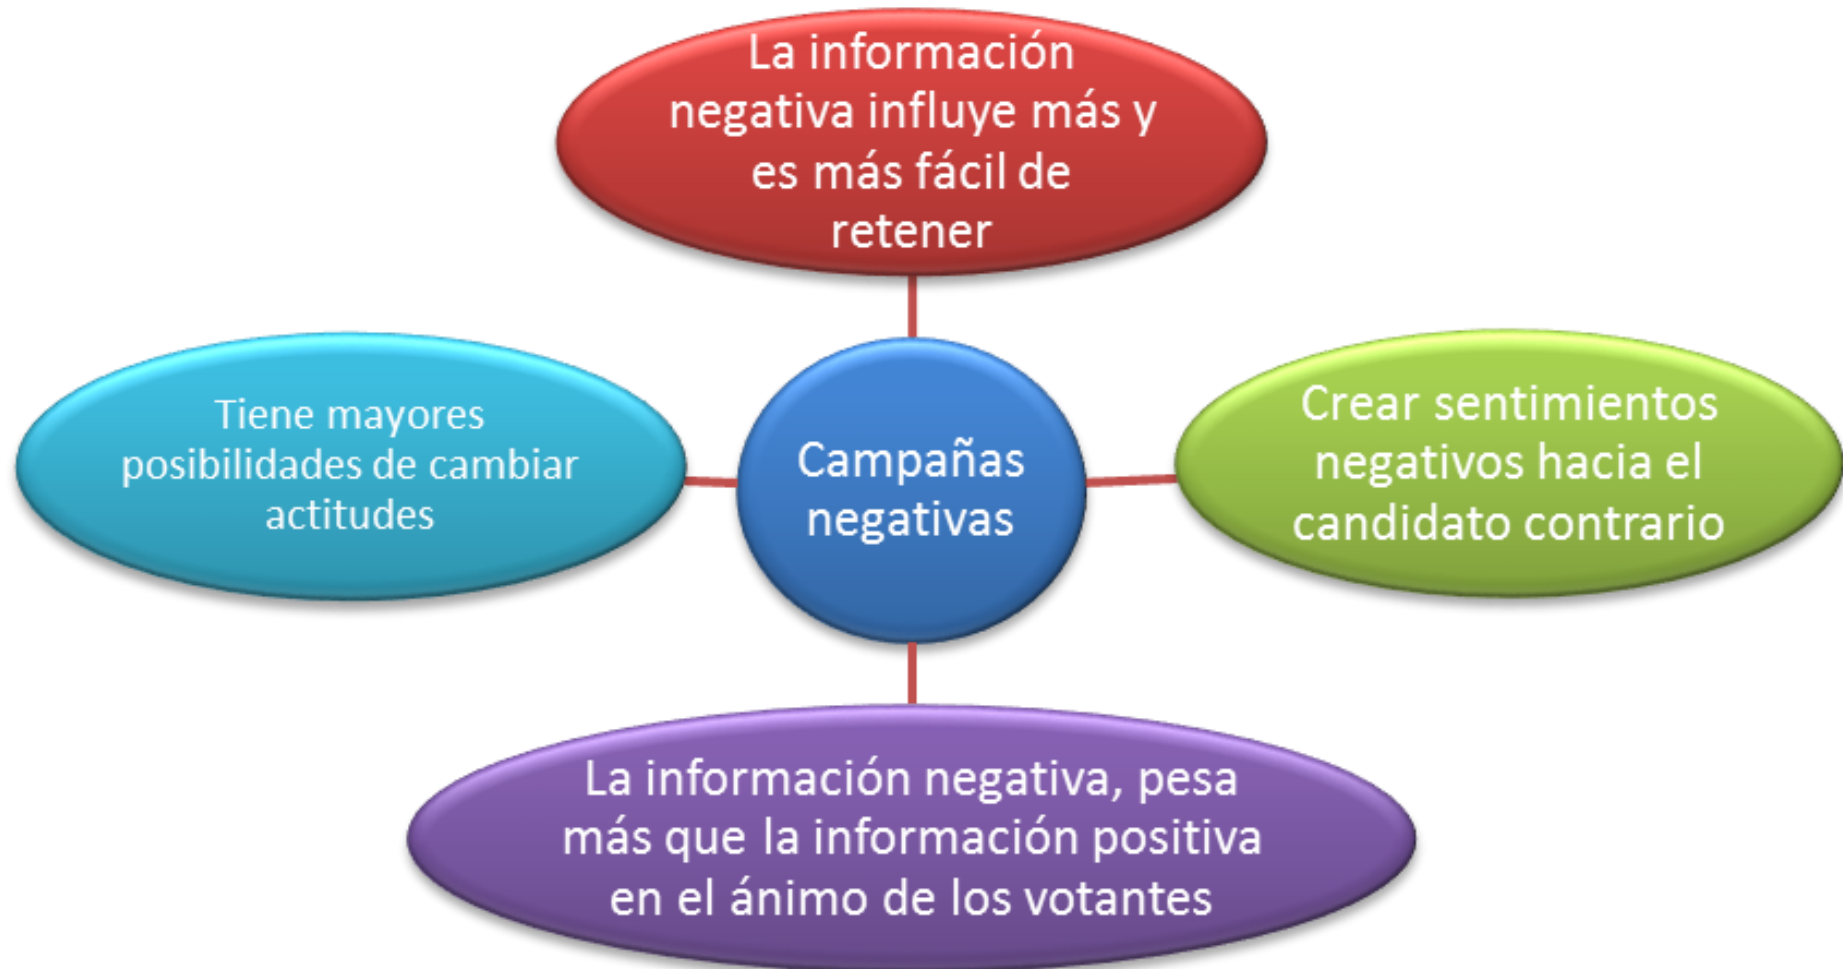 La información
negativa influye más y
es más fácil de
retener
Tiene mayores
posibilidades de cambiar
actitudes
Campañas
negativas
Crear sentimientos
negativos hacia el
candidato contrario
La información negativa, pesa
más que la información positiva
en el ánimo de los votantes